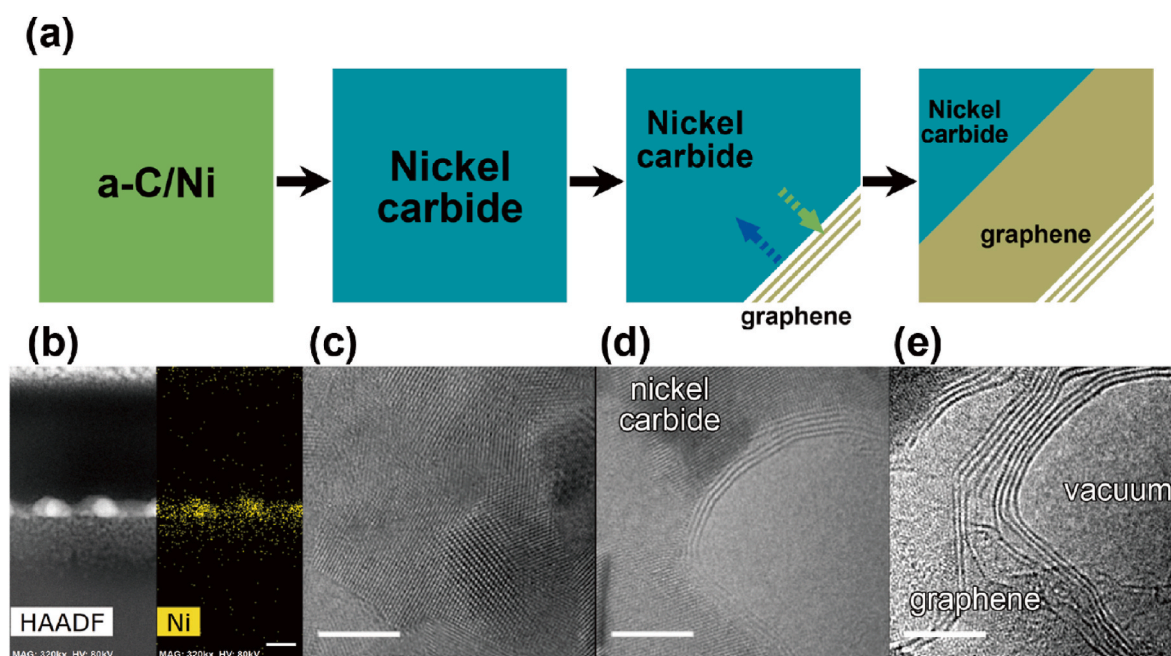 (a)
a-C/Ni
Nickel
carbide
Nickel
carbide
graphene
Nickel
carbide
graphene
(b)
HAADF
MAG: 320kx HV: 80kV
Ni
MAG: 320kx HV: 80kV
(c)
(d)
nickel
carbide
(e)
vacuum
graphene